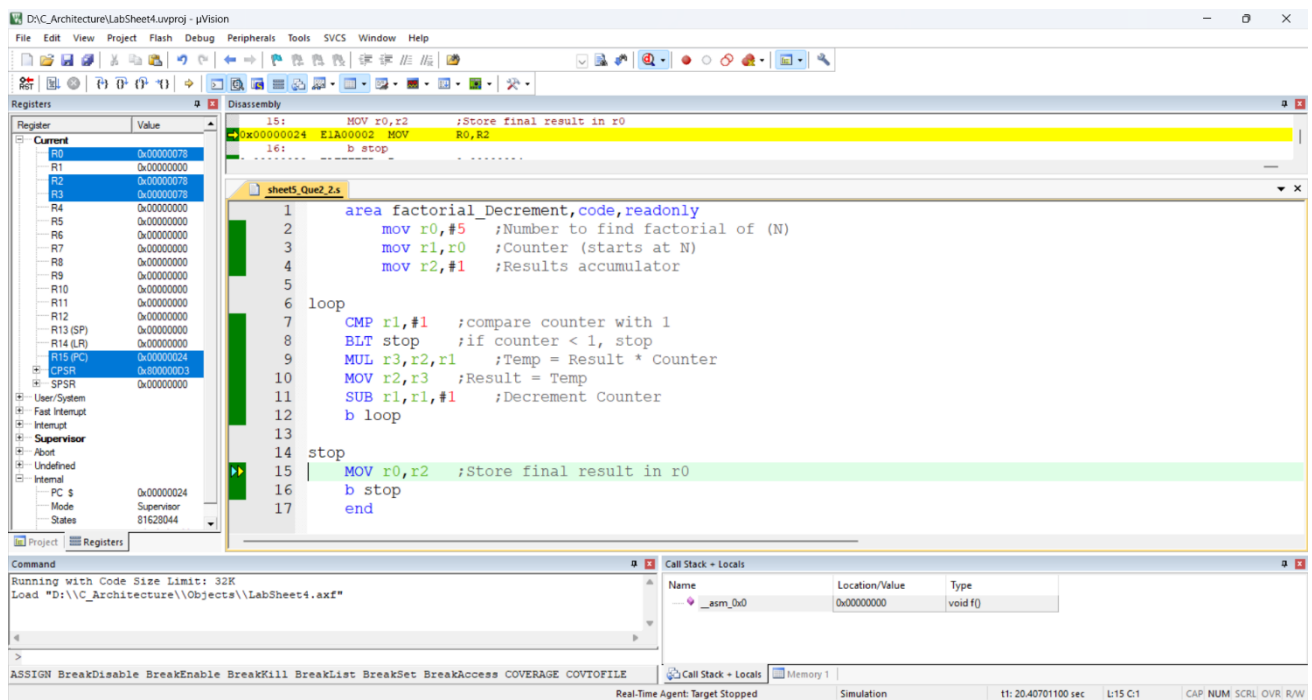 D:\C_Architecture\LabSheet4.uvproj - µVision
File Edit View Project Flash Debug Peripherals Tools SVCS Window Help
Registers
Register Value
Current
R0 0x00000078
R1 0x00000000
R2 0x00000078
R3 0x00000078
R4 0x00000000
R5 0x00000000
R6 0x00000000
R7 0x00000000
R8 0x00000000
R9 0x00000000
R10 0x00000000
R11 0x00000000
R12 0x00000000
R13 (SP) 0x00000000
R14 (LR) 0x00000000
R15 (PC) 0x00000024
CPSR 0x800000D3
SPSR 0x00000000
User/System
Fast Interrupt
Interrupt
Supervisor
Abort
Undefined
Internal
PC $ 0x00000024
Mode Supervisor
States 81628044
Project Registers
Disassembly
15: MOV r0,r2 ;Store final result in r0
0x00000024 E1A00002 MOV R0,R2
16: b stop
sheet5_Que2_2.s
1 area factorial_Decrement,code,readonly
2 mov r0,#5 ;Number to find factorial of (N)
3 mov r1,r0 ;Counter (starts at N)
4 mov r2,#1 ;Results accumulator
5
6 loop
7 CMP r1,#1 ;compare counter with 1
8 BLT stop ;if counter < 1, stop
9 MUL r3,r2,r1 ;Temp = Result * Counter
10 MOV r2,r3 ;Result = Temp
11 SUB r1,r1,#1 ;Decrement Counter
12 b loop
13
14 stop
15 MOV r0,r2 ;Store final result in r0
16 b stop
17 end
Command
Running with Code Size Limit: 32K
Load "D:\\C_Architecture\\Objects\\LabSheet4.axf"
>
ASSIGN BreakDisable BreakEnable BreakKill BreakList BreakSet BreakAccess COVERAGE COVTOFILE
Call Stack + Locals
Name Location/Value Type
__asm_0x0 0x00000000 void f()
Call Stack + Locals Memory 1
Real-Time Agent: Target Stopped Simulation t1: 20.40701100 sec L:15 C:1 CAP NUM SCRL OVR R/W